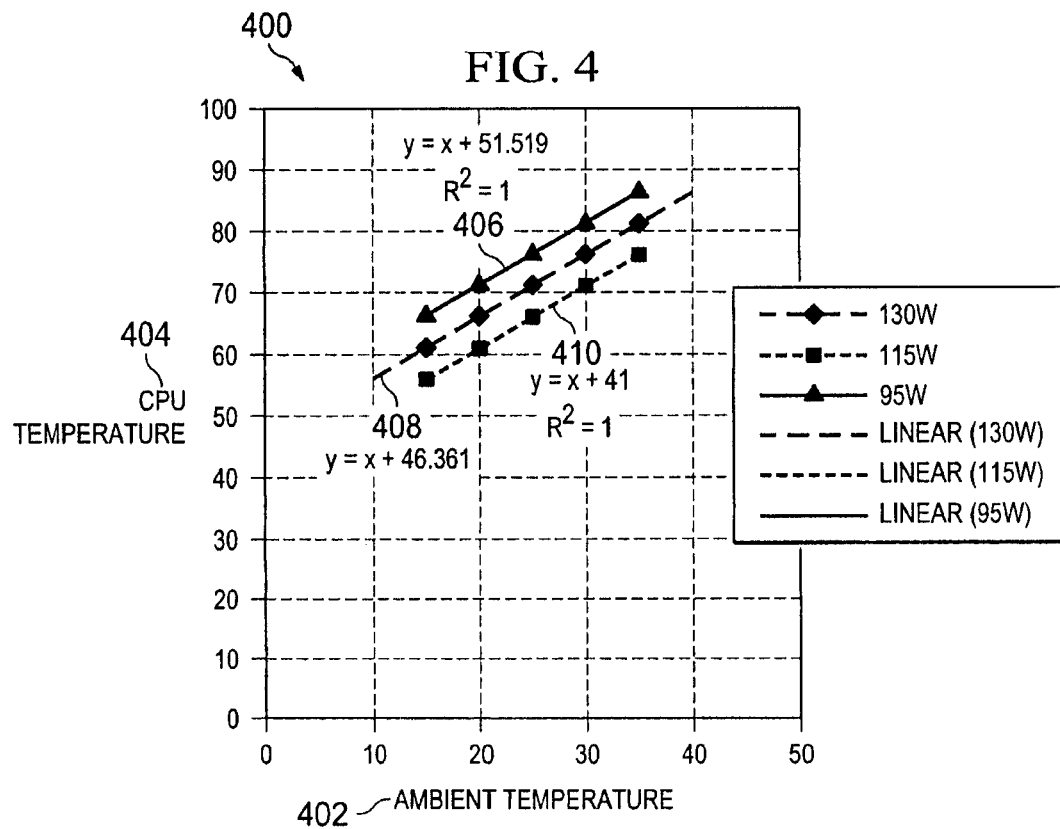 400
FIG. 4
100
90
80
70
60
50
40
30
20
10
0
y = x + 51.519
R² = 1
406
410
y = x + 41
R² = 1
408
y = x + 46.361
404
CPU
TEMPERATURE
130W
115W
95W
LINEAR (130W)
LINEAR (115W)
LINEAR (95W)
0 10 20 30 40 50
402
AMBIENT TEMPERATURE